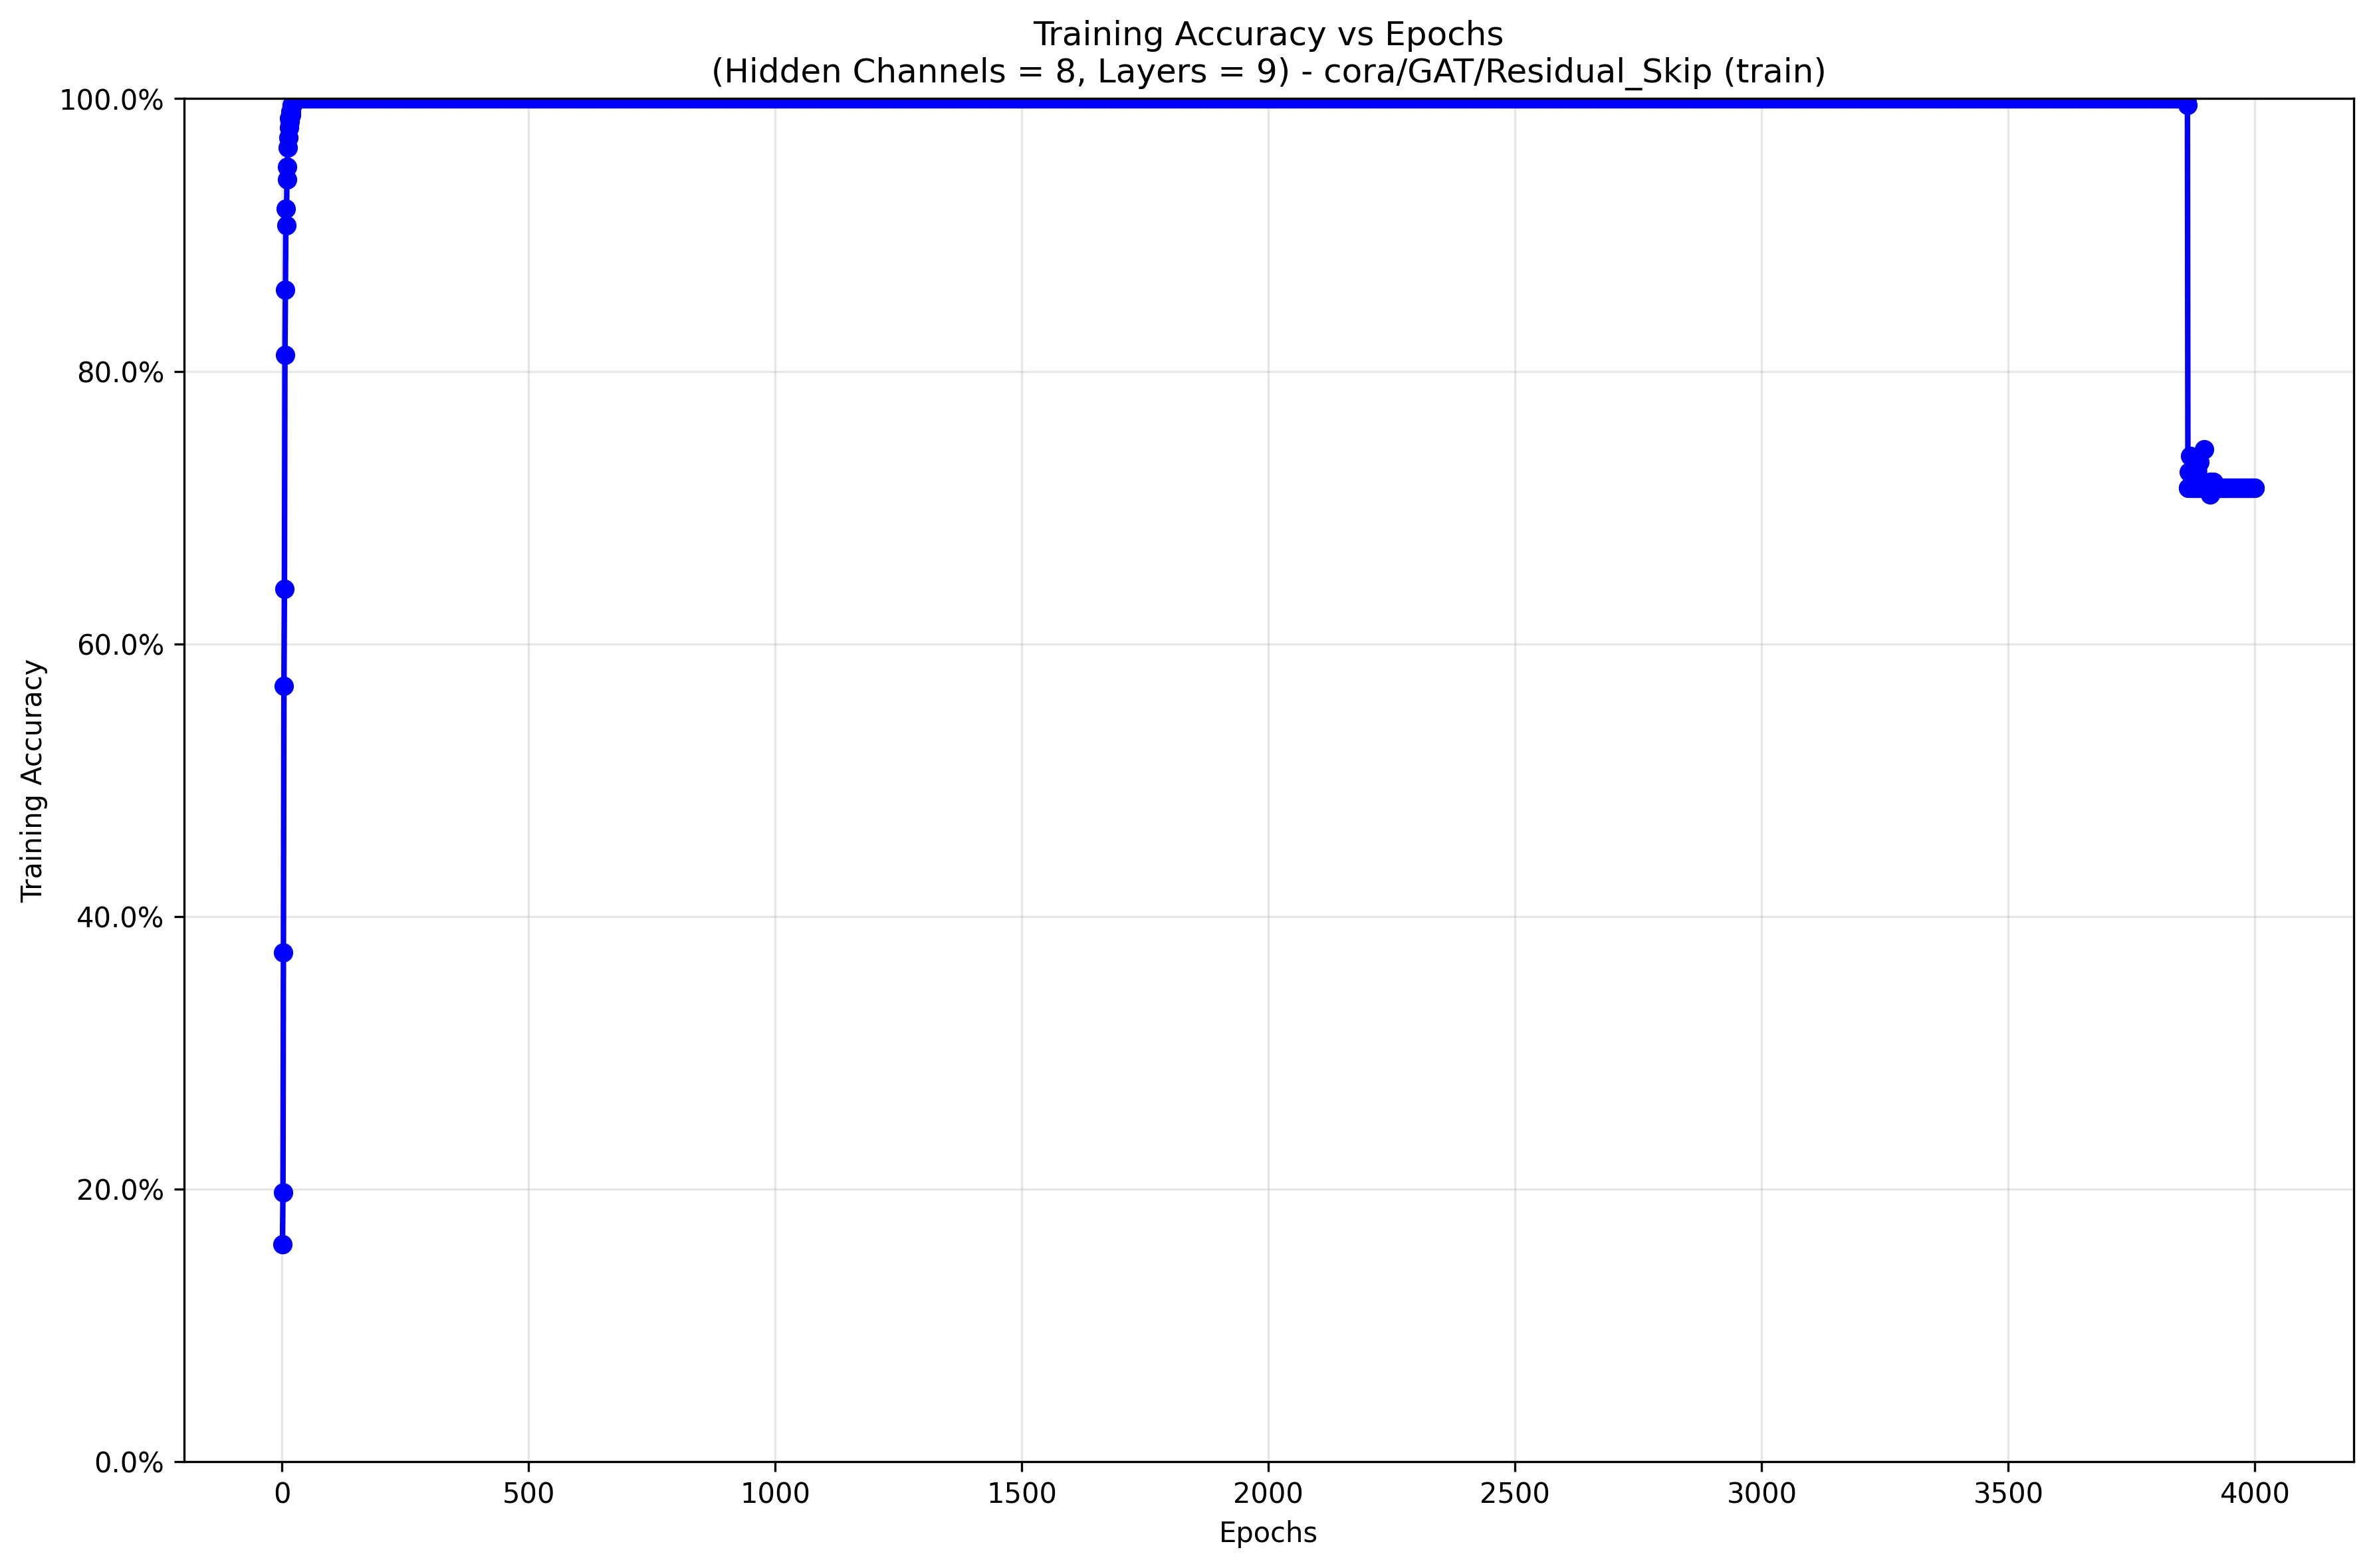 Training Accuracy vs Epochs
(Hidden Channels = 8, Layers = 9) - cora/GAT/Residual_Skip (train)
100.0%
80.0%
60.0%
40.0%
20.0%
0.0%
Training Accuracy
0 500 1000 1500 2000 2500 3000 3500 4000
Epochs